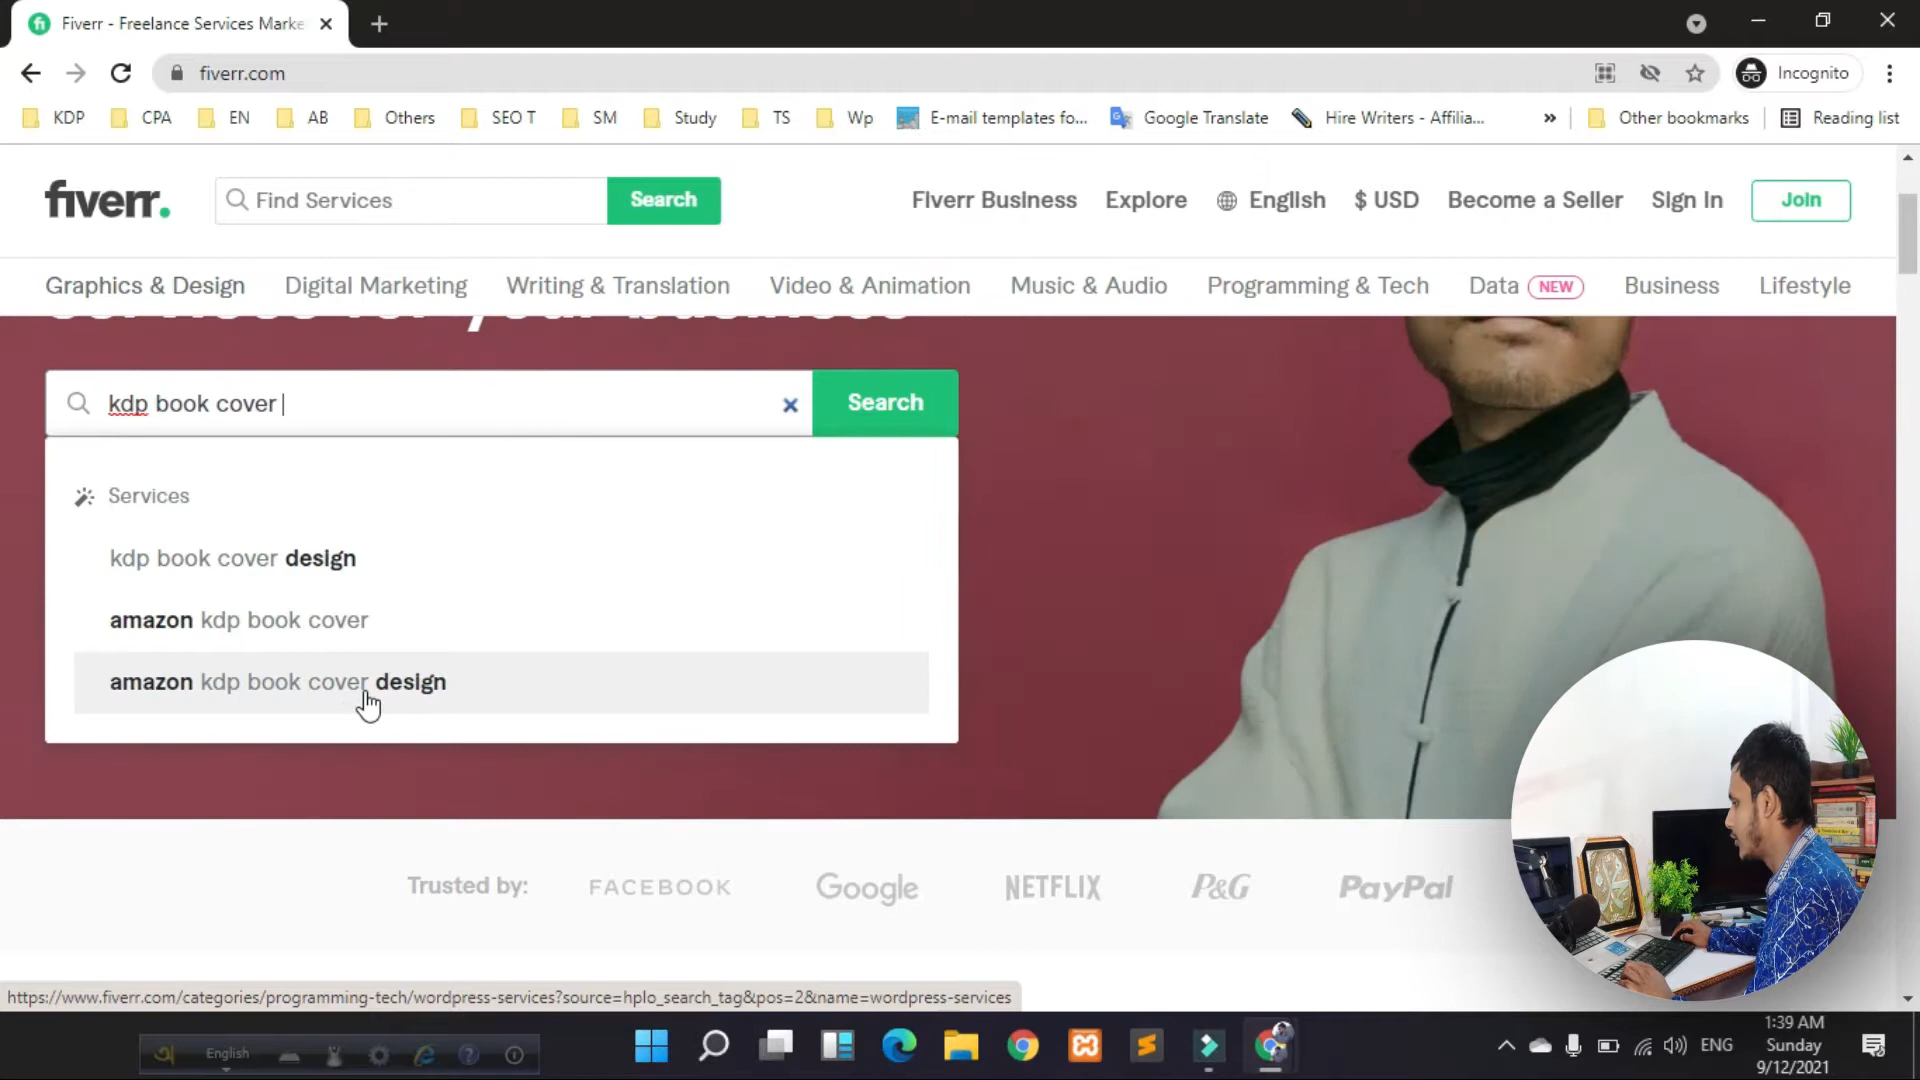 Fiverr - Freelance Services Marke
fiverr.com
Incognito
KDP CPA EN AB Others SEO T SM Study TS Wp E-mail templates fo... Google Translate Hire Writers - Affilia... » Other bookmarks Reading list
fiverr. Find Services Search Fiverr Business Explore English $ USD Become a Seller Sign In Join
Graphics & Design Digital Marketing Writing & Translation Video & Animation Music & Audio Programming & Tech Data NEW Business Lifestyle
services for your business
kdp book cover Search
Services
kdp book cover design
amazon kdp book cover
amazon kdp book cover design
Trusted by: FACEBOOK Google NETFLIX P&G PayPal
https://www.fiverr.com/categories/programming-tech/wordpress-services?source=hplo_search_tag&pos=2&name=wordpress-services
অ English
ENG
1:39 AM
Sunday
9/12/2021